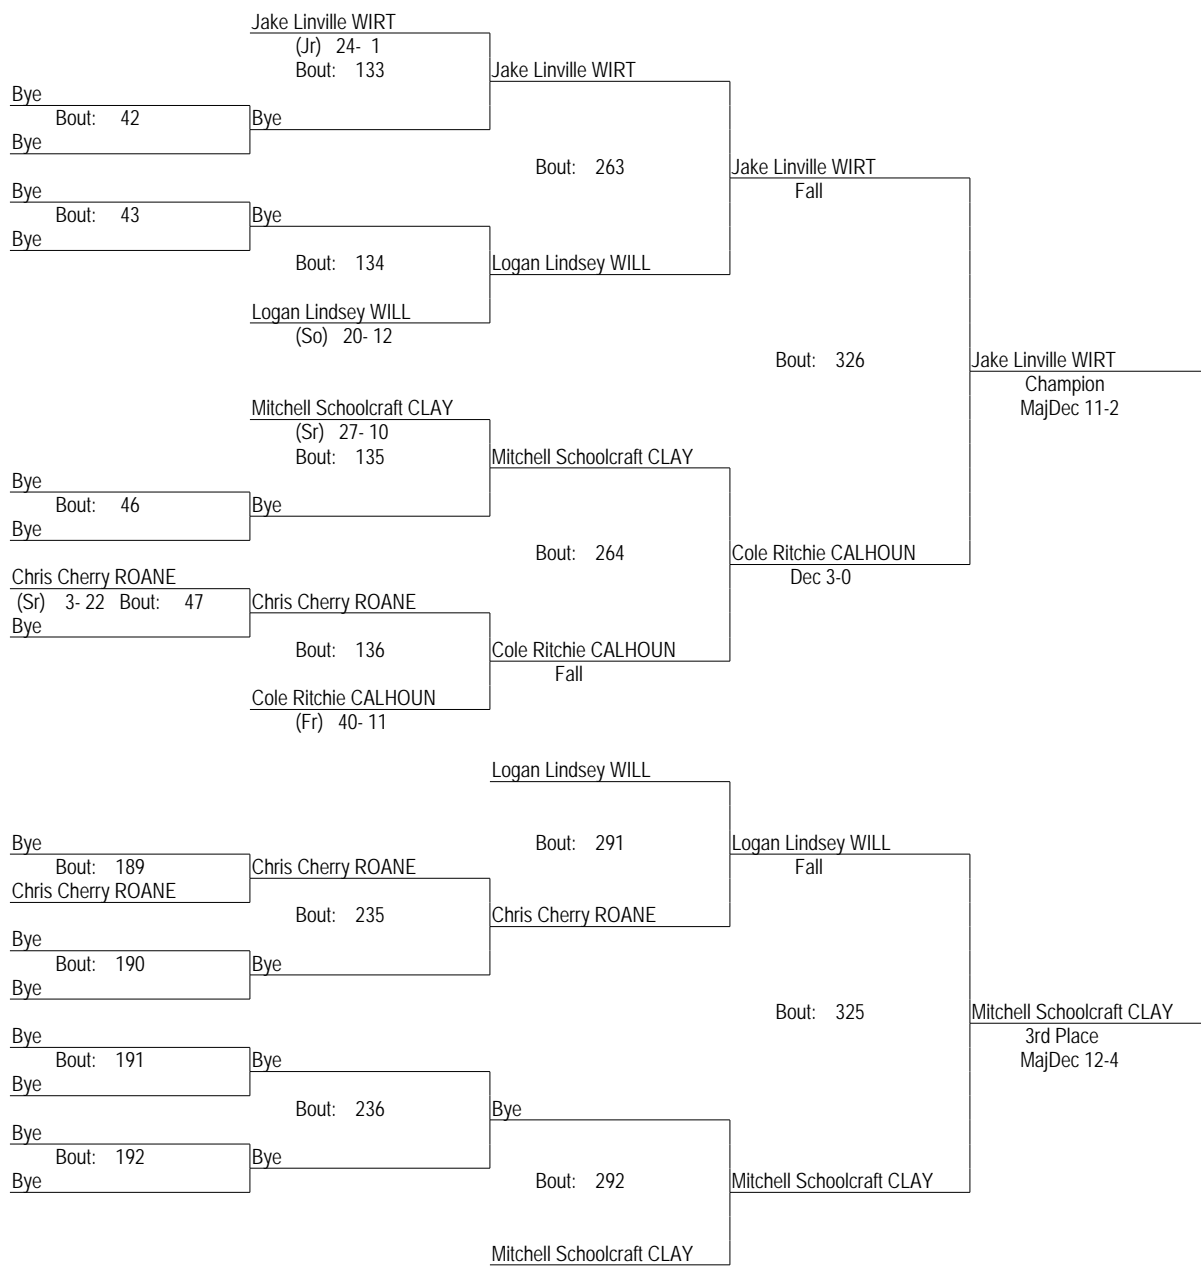 Jake Linville WIRT
(Jr) 24- 1
Bout: 133
Jake Linville WIRT
Bye
Bout: 42
Bye
Bye
Bout: 263
Jake Linville WIRT
Fall
Bye
Bout: 43
Bye
Bye
Bout: 134
Logan Lindsey WILL
Logan Lindsey WILL
(So) 20- 12
Bout: 326
Jake Linville WIRT
Champion
MajDec 11-2
Mitchell Schoolcraft CLAY
(Sr) 27- 10
Bout: 135
Mitchell Schoolcraft CLAY
Bye
Bout: 46
Bye
Bye
Bout: 264
Cole Ritchie CALHOUN
Dec 3-0
Chris Cherry ROANE
(Sr) 3- 22 Bout: 47
Chris Cherry ROANE
Bye
Bout: 136
Cole Ritchie CALHOUN
Fall
Cole Ritchie CALHOUN
(Fr) 40- 11
Logan Lindsey WILL
Bye
Bout: 291
Logan Lindsey WILL
Bout: 189
Chris Cherry ROANE
Fall
Chris Cherry ROANE
Bout: 235
Chris Cherry ROANE
Bye
Bout: 190
Bye
Bye
Bout: 325
Mitchell Schoolcraft CLAY
3rd Place
MajDec 12-4
Bye
Bout: 191
Bye
Bye
Bout: 236
Bye
Bye
Bout: 192
Bye
Bye
Bout: 292
Mitchell Schoolcraft CLAY
Mitchell Schoolcraft CLAY